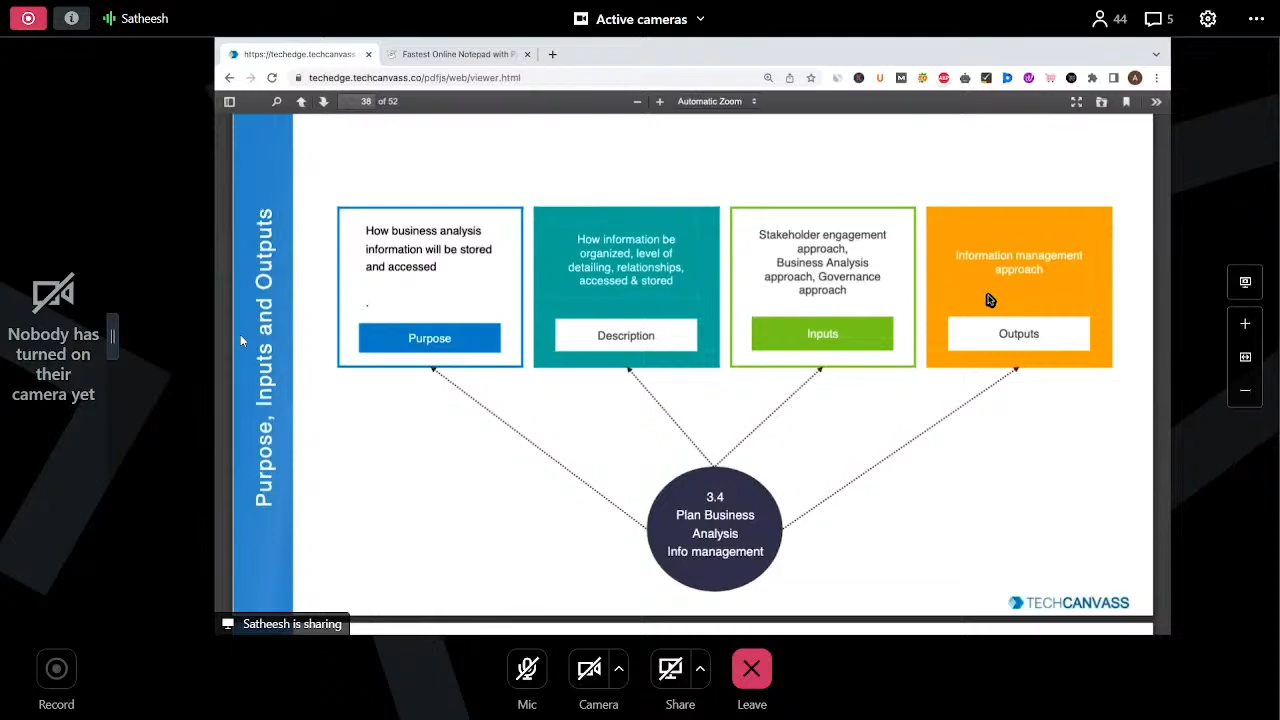 Satheesh
Active cameras
44
5
https://techedge.techcanvass
Fastest Online Notepad with P
techedge.techcanvass.co/pdfjs/web/viewer.html
38 of 52
Automatic Zoom
Purpose, Inputs and Outputs
How business analysis
information will be stored
and accessed
.
Purpose
How information be
organized, level of
detailing, relationships,
accessed & stored
Description
Stakeholder engagement
approach,
Business Analysis
approach, Governance
approach
Inputs
Information management
approach
Outputs
3.4
Plan Business
Analysis
Info management
TECHCANVASS
Nobody has
turned on
their
camera yet
Satheesh is sharing
Record
Mic
Camera
Share
Leave